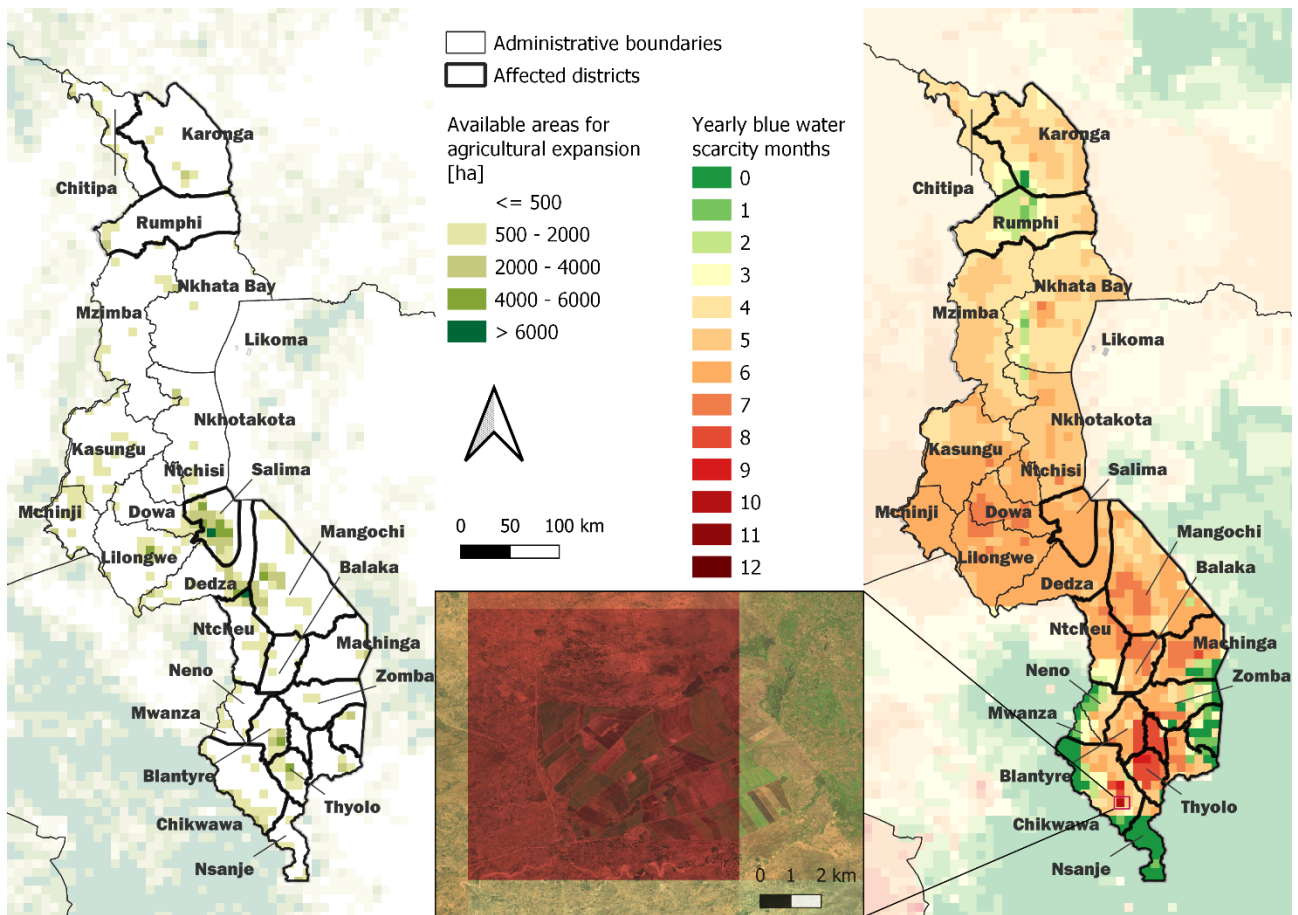 Administrative boundaries
Affected districts
Available areas for
agricultural expansion
[ha]
<= 500
500 - 2000
2000 - 4000
4000 - 6000
> 6000
Yearly blue water
scarcity months
0
1
2
3
4
5
6
7
8
9
10
11
12
0 50 100 km
0 1 2 km
Karonga
Chitipa
Rumphi
Nkhata Bay
Mzimba
Likoma
Nkhotakota
Kasungu
Ntchisi
Salima
Mchinji
Dowa
Mangochi
Lilongwe
Balaka
Dedza
Ntcheu
Machinga
Neno
Zomba
Mwanza
Blantyre
Thyolo
Chikwawa
Nsanje
Karonga
Chitipa
Rumphi
Nkhata Bay
Mzimba
Likoma
Nkhotakota
Kasungu
Ntchisi
Salima
Mchinji
Dowa
Mangochi
Lilongwe
Balaka
Dedza
Ntcheu
Machinga
Neno
Zomba
Mwanza
Blantyre
Thyolo
Chikwawa
Nsanje